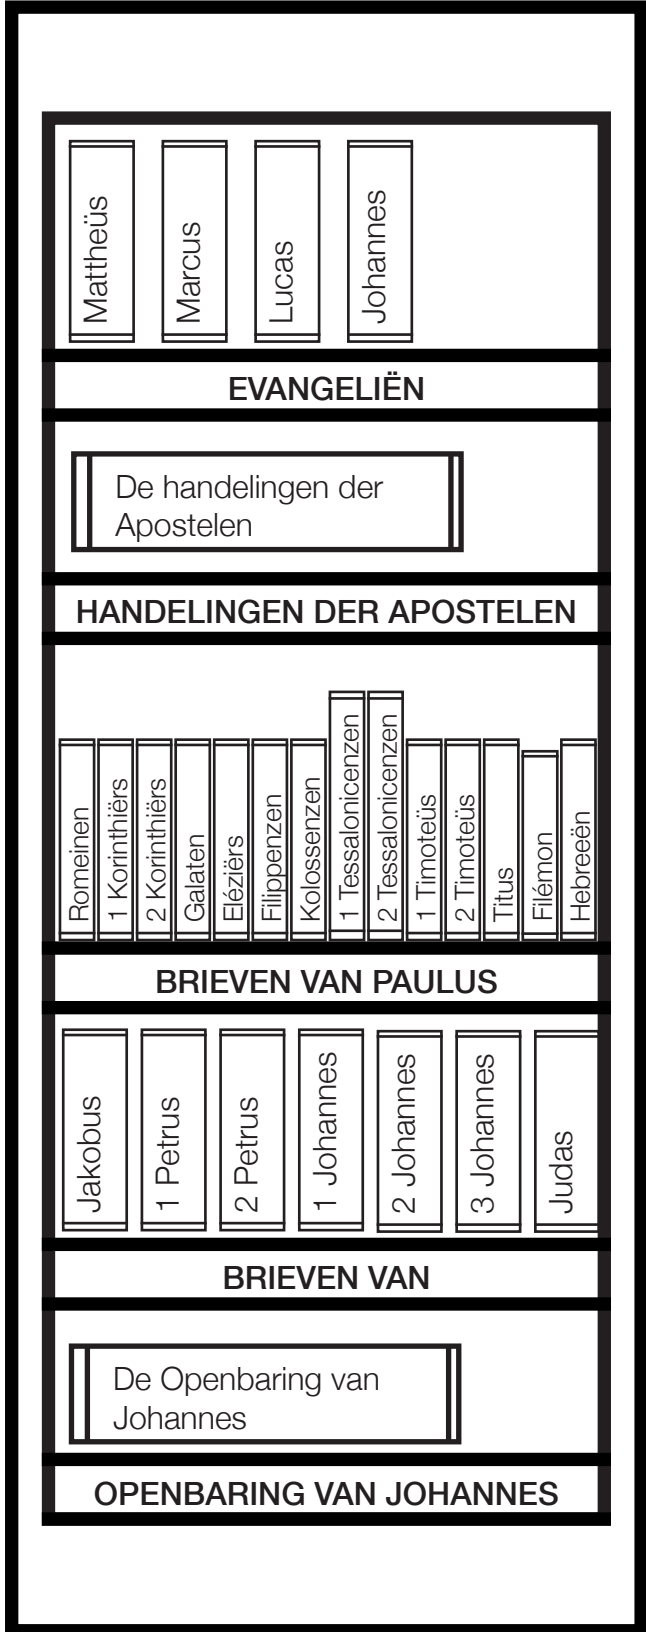 Mattheüs
Marcus
Lucas
Johannes
EVANGELIËN
De handelingen der
Apostelen
HANDELINGEN DER APOSTELEN
Romeinen
1 Korinthiërs
2 Korinthiërs
Galaten
Eléziërs
Filippenzen
Kolossenzen
1 Tessalonicenzen
2 Tessalonicenzen
1 Timoteüs
2 Timoteüs
Titus
Filémon
Hebreeën
BRIEVEN VAN PAULUS
Jakobus
1 Petrus
2 Petrus
1 Johannes
2 Johannes
3 Johannes
Judas
BRIEVEN VAN
De Openbaring van
Johannes
OPENBARING VAN JOHANNES